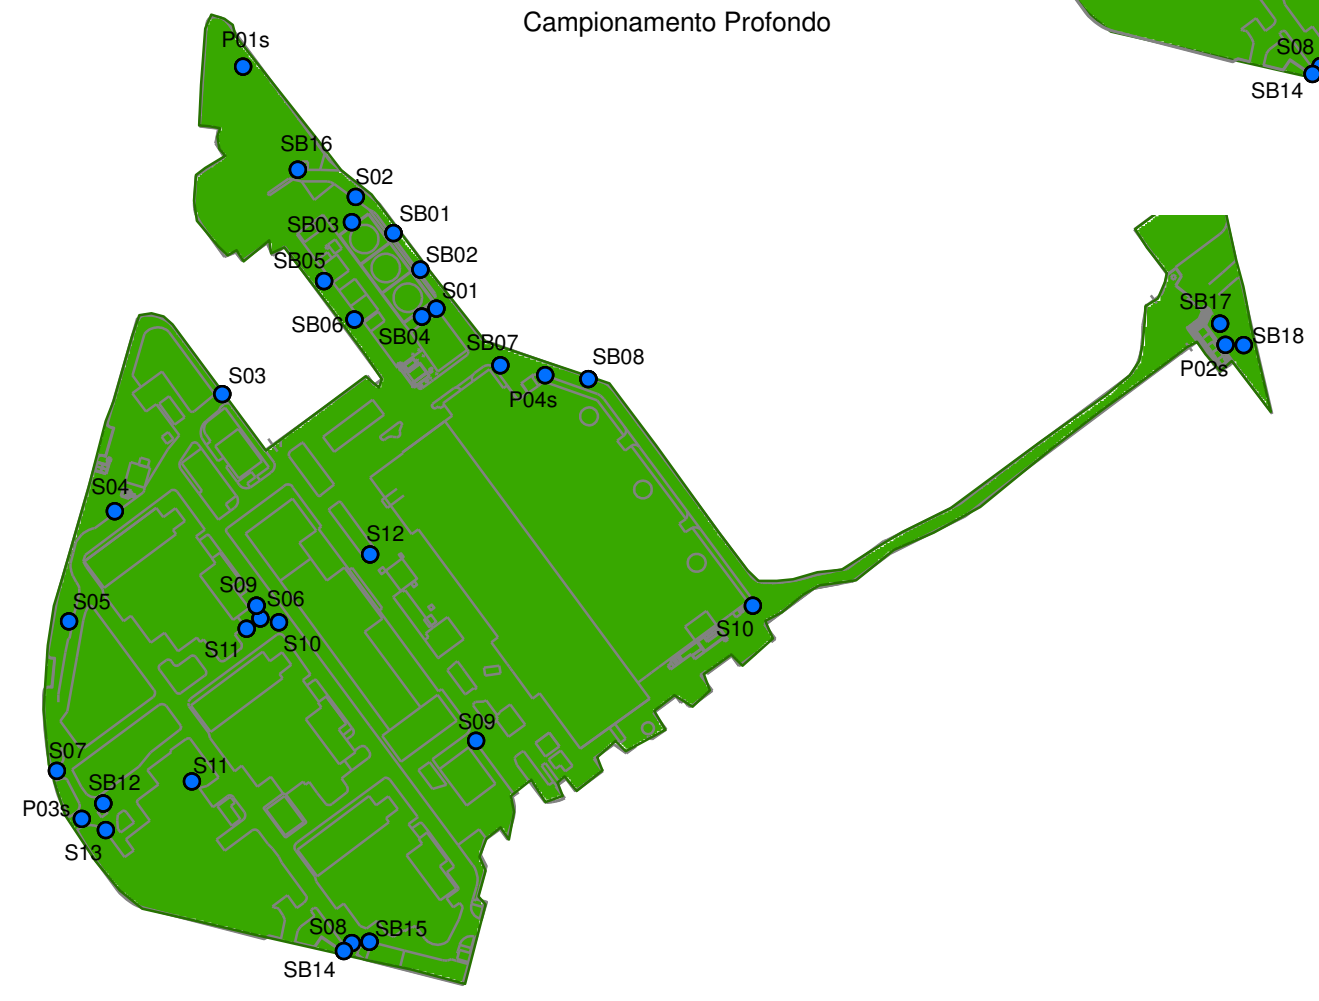 Campionamento Profondo
P01s
S08
SB14
SB16
S02
SB03
SB01
SB05
SB02
S01
SB17
SB06
SB04
SB18
SB07
SB08
P02s
S03
P04s
S04
S12
S09
S06
S05
S11
S10
S10
S09
S07
S11
SB12
P03s
S13
S08
SB15
SB14